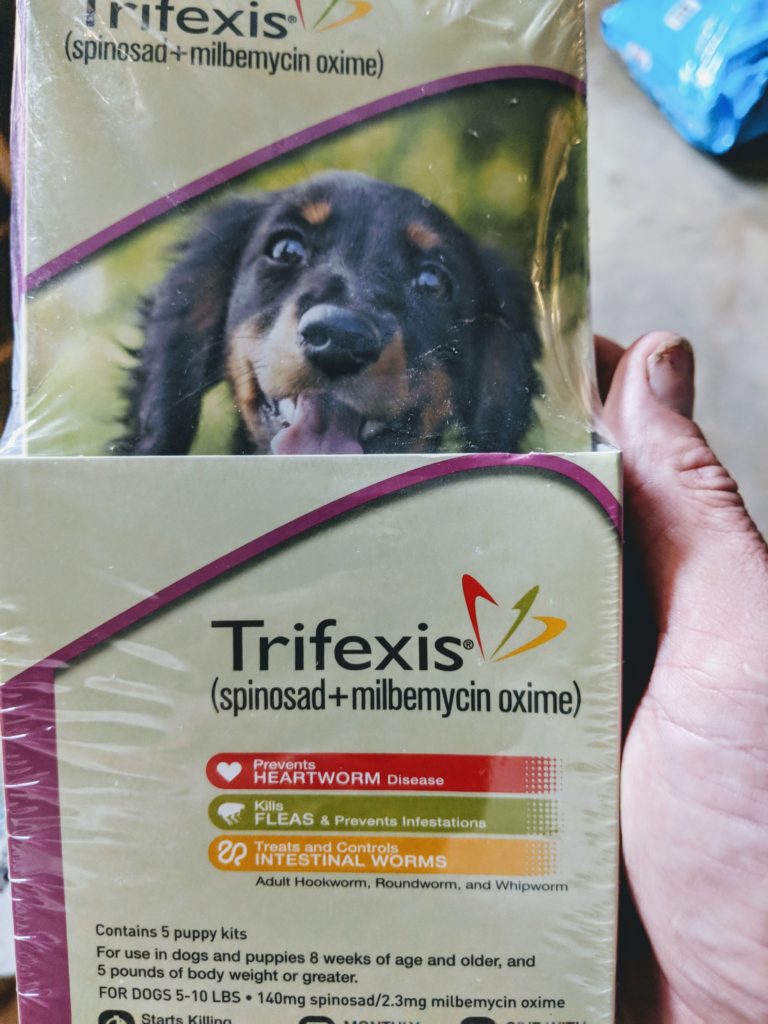 Trifexis®
(spinosad+milbemycin oxime)
Trifexis®
(spinosad+milbemycin oxime)
Prevents
HEARTWORM Disease
Kills
FLEAS & Prevents Infestations
Treats and Controls
INTESTINAL WORMS
Adult Hookworm, Roundworm, and Whipworm
Contains 5 puppy kits
For use in dogs and puppies 8 weeks of age and older, and
5 pounds of body weight or greater.
FOR DOGS 5-10 LBS • 140mg spinosad/2.3mg milbemycin oxime
Starts Killing MONTHLY GIVE WITH